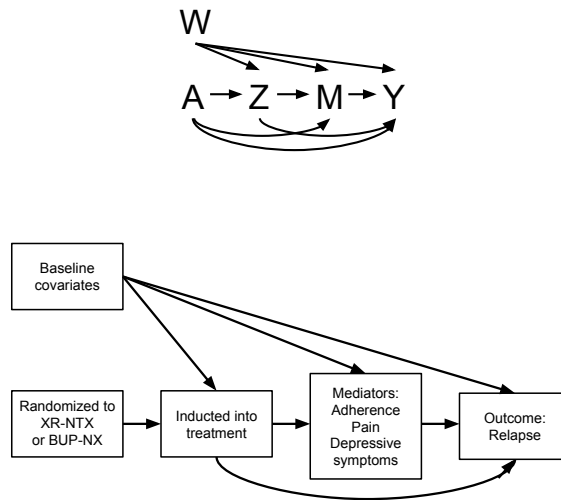 W
A Z M Y
Baseline
covariates
Randomized to
XR-NTX
or BUP-NX
Inducted into
treatment
Mediators:
Adherence
Pain
Depressive
symptoms
Outcome:
Relapse